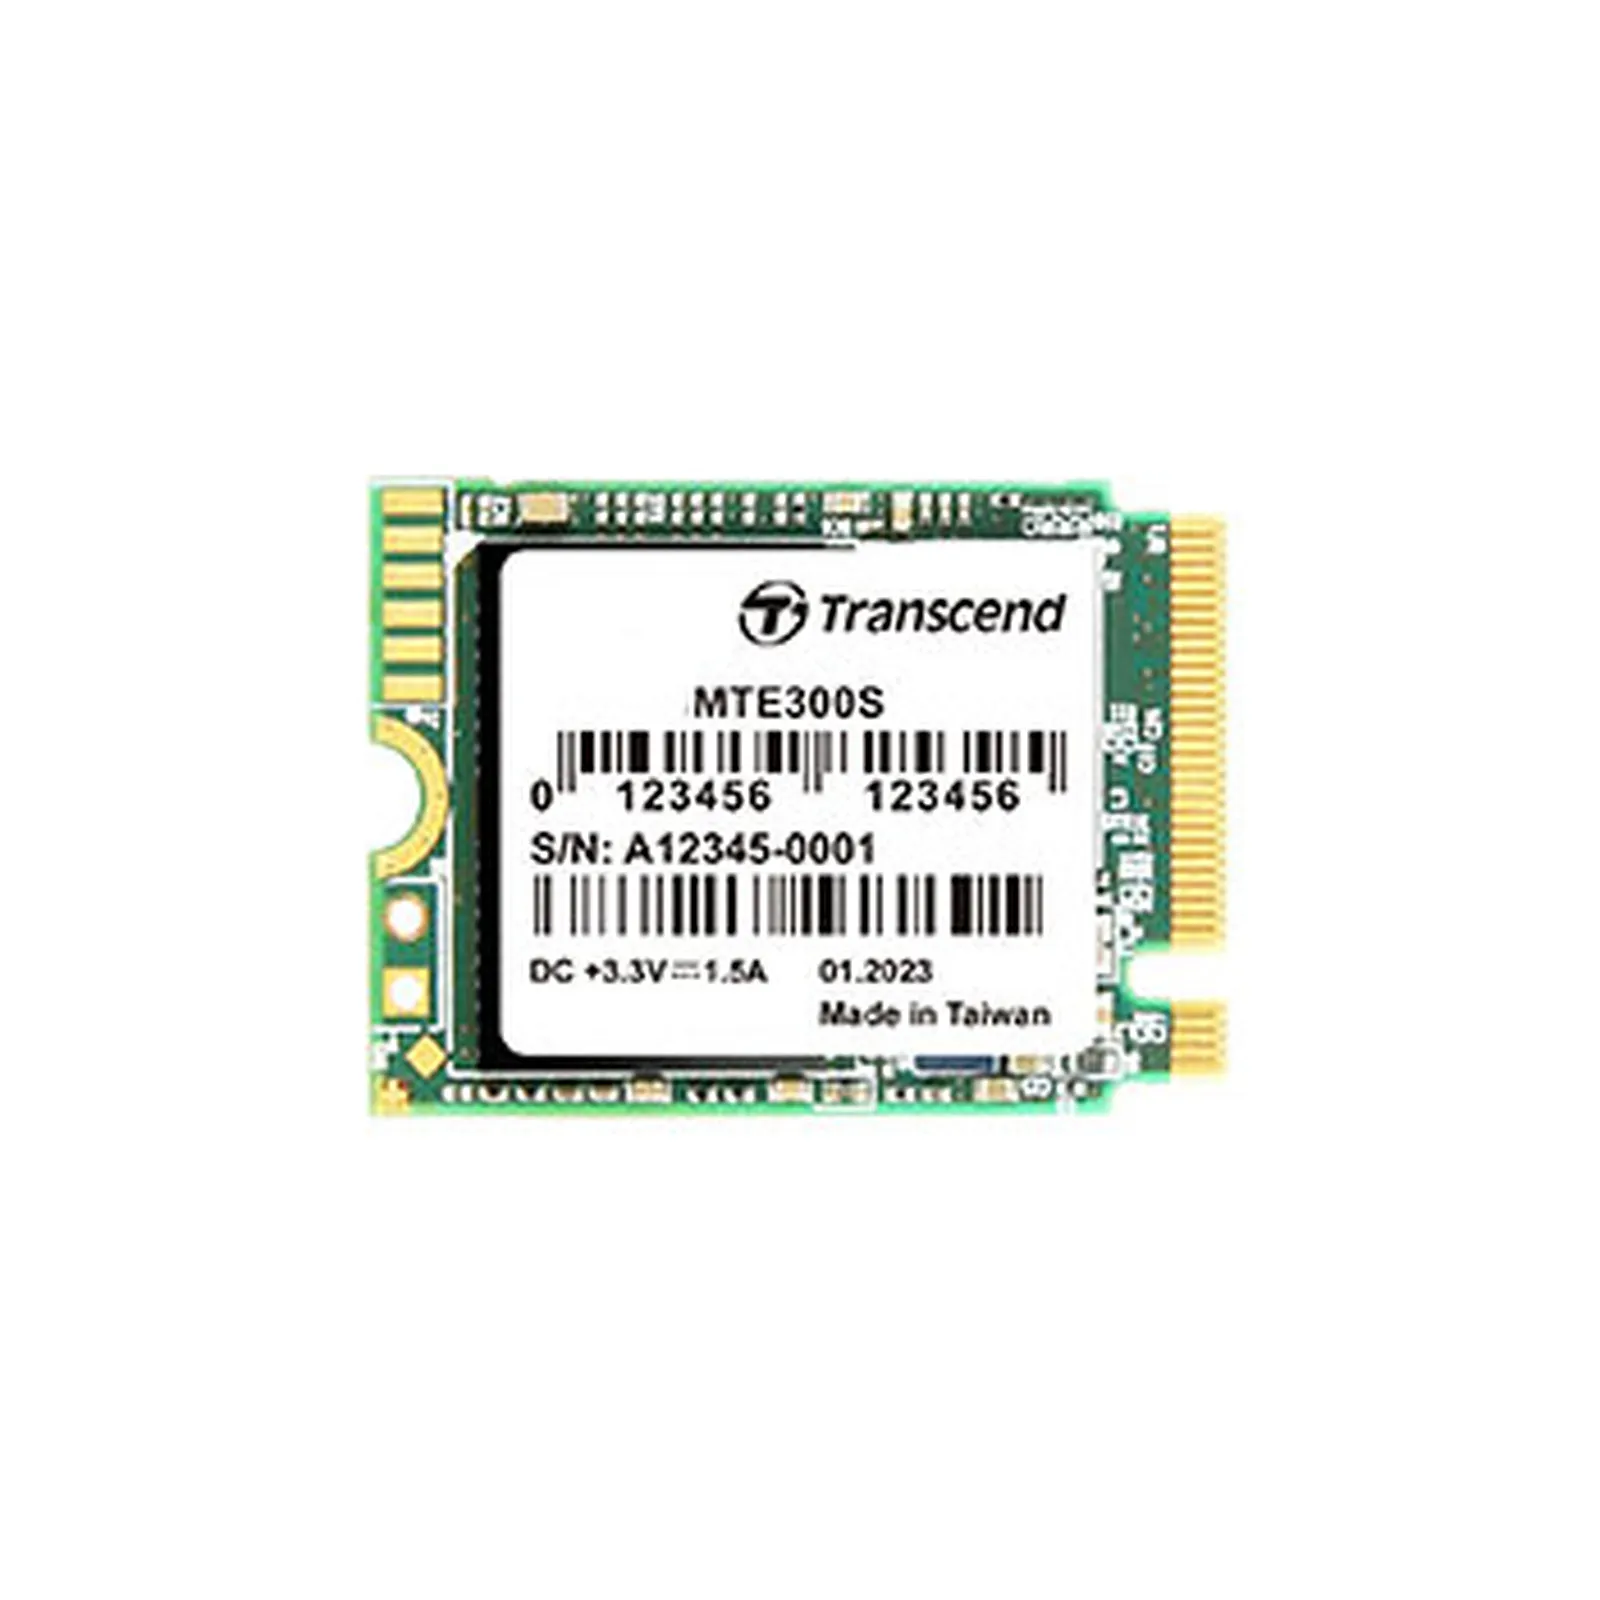 Transcend
MTE300S
0 123456 123456
S/N: A12345-0001
DC +3.3V⎓1.5A 01.2023
Made in Taiwan